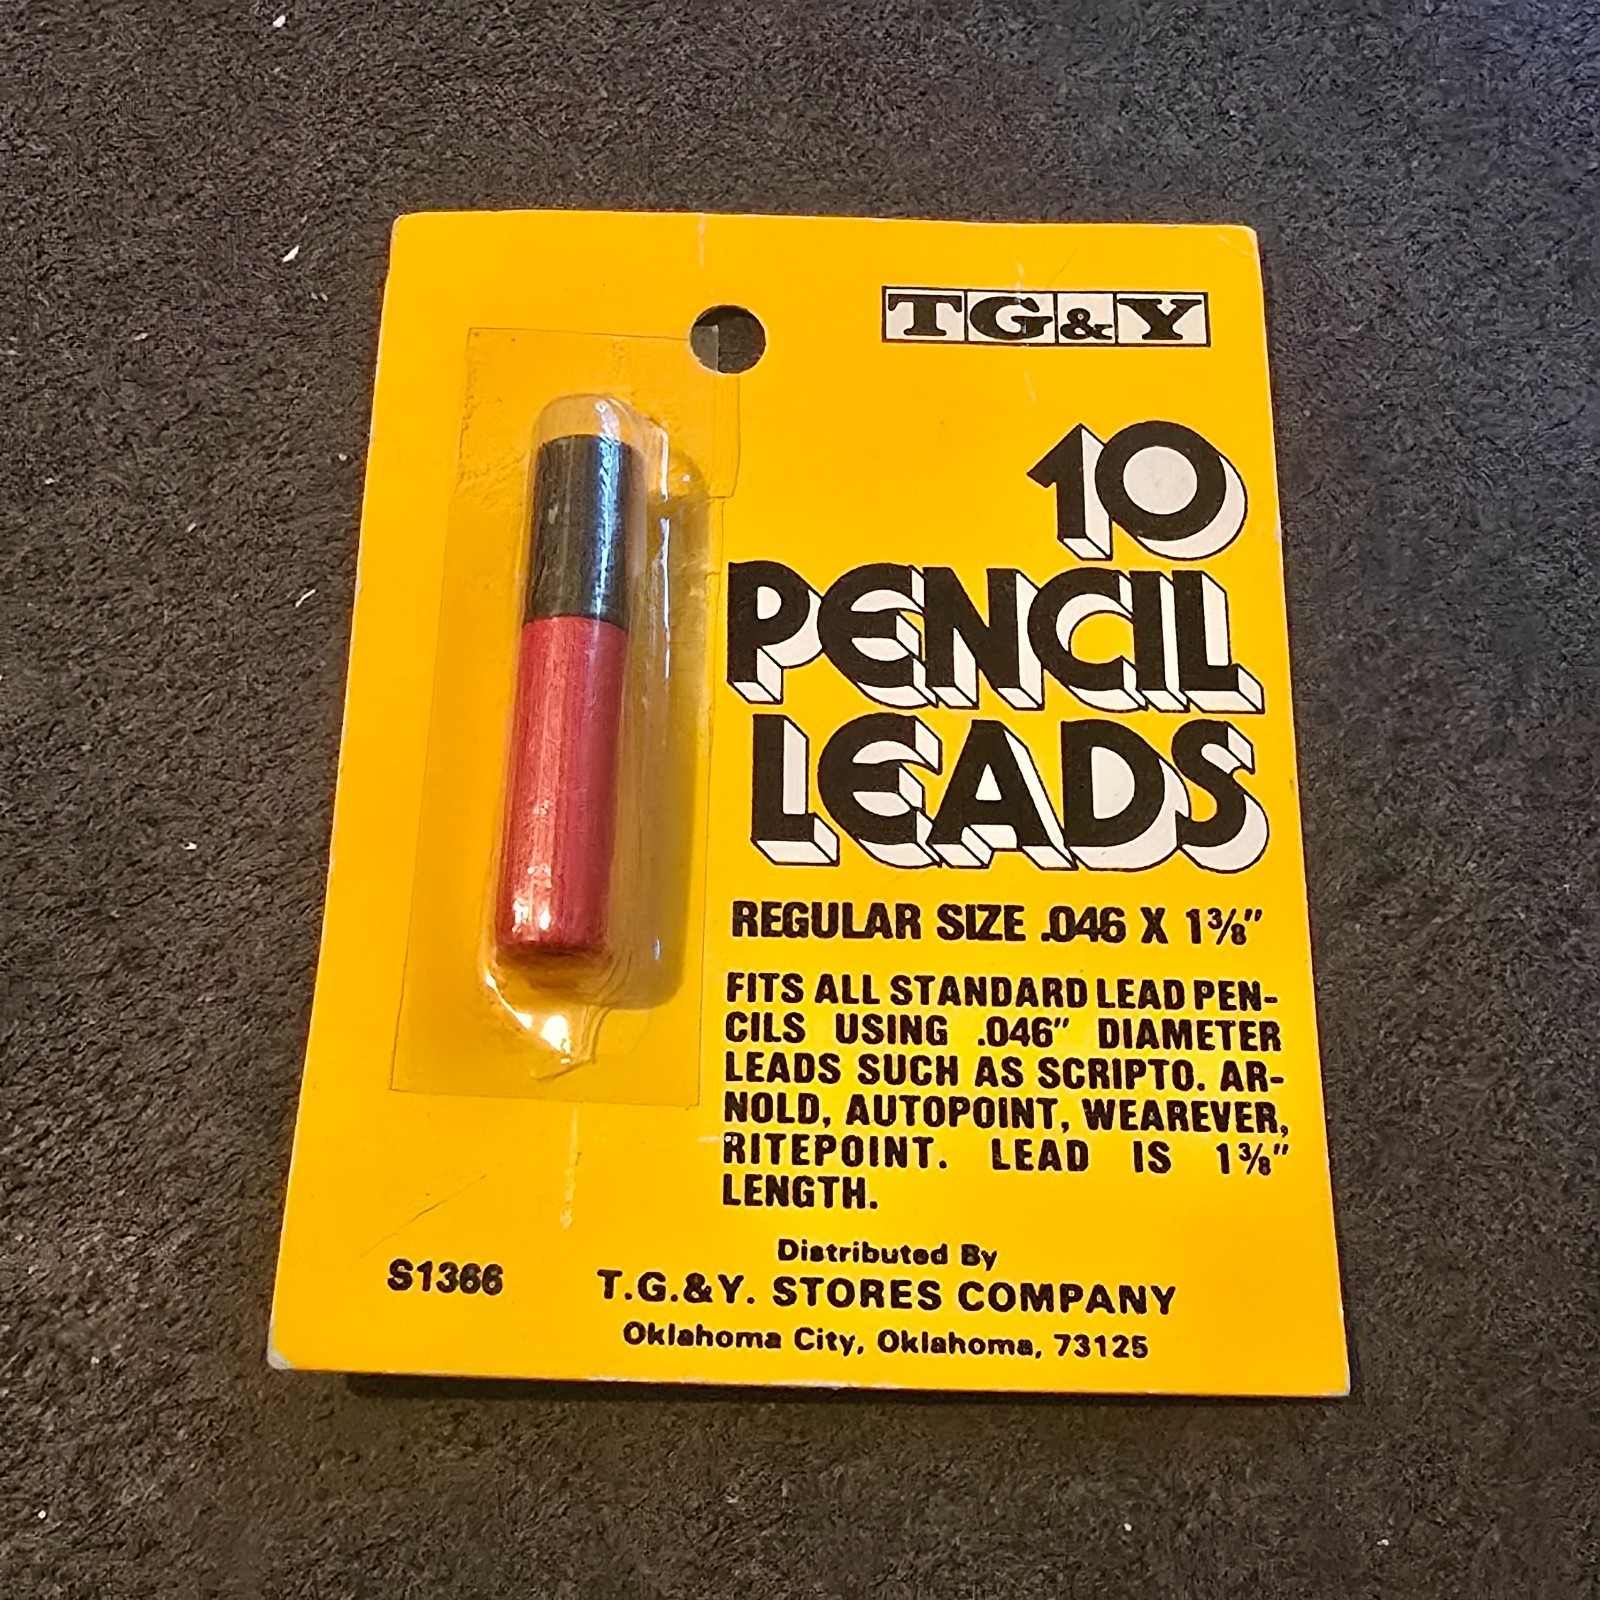 TG&Y
10
PENCIL
LEADS
REGULAR SIZE .046 X 1⅜"
FITS ALL STANDARD LEAD PEN-
CILS USING .046" DIAMETER
LEADS SUCH AS SCRIPTO. AR-
NOLD, AUTOPOINT, WEAREVER,
RITEPOINT. LEAD IS 1⅜"
LENGTH.
Distributed By
S1366 T.G.&Y. STORES COMPANY
Oklahoma City, Oklahoma, 73125